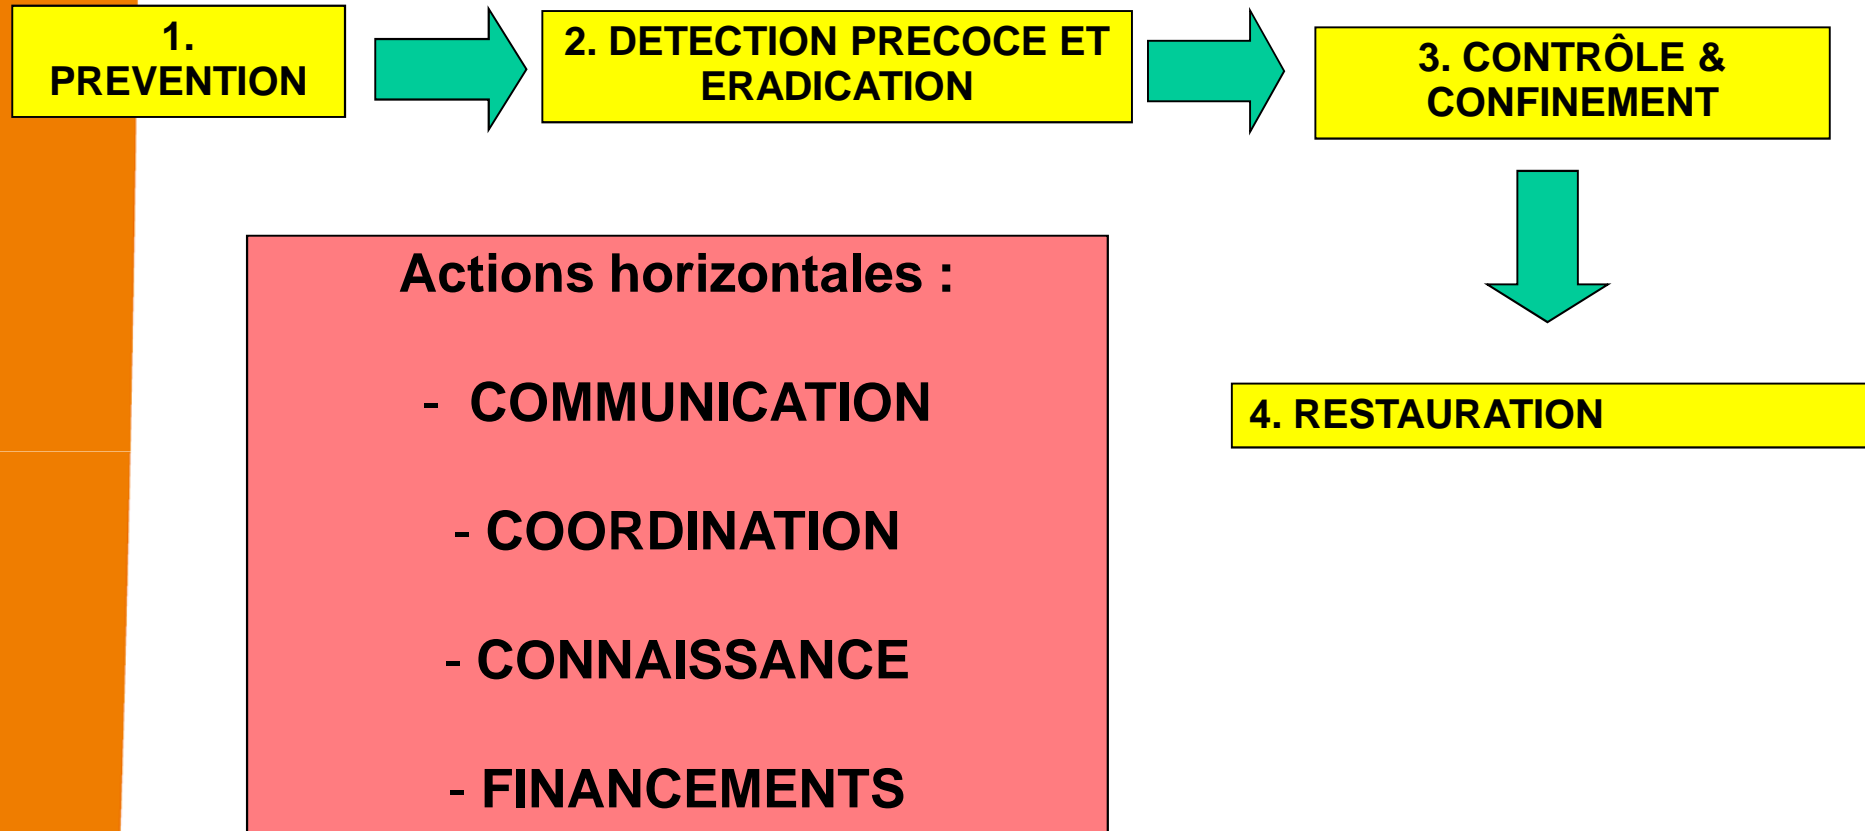 1.
PREVENTION
2. DETECTION PRECOCE ET
ERADICATION
3. CONTRÔLE &
CONFINEMENT
4. RESTAURATION
Actions horizontales :
- COMMUNICATION
- COORDINATION
- CONNAISSANCE
- FINANCEMENTS